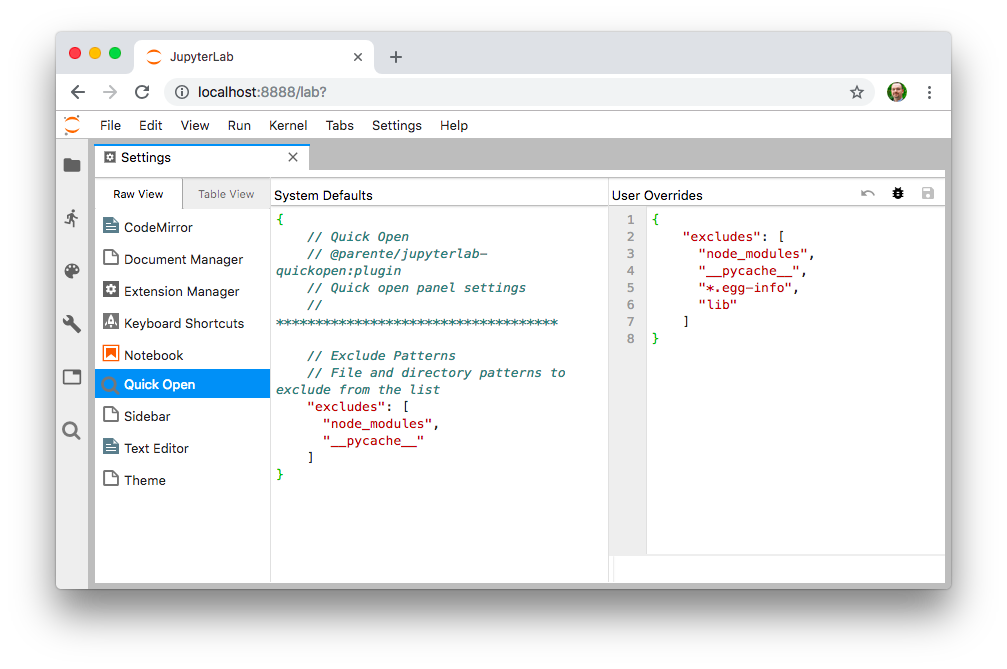 JupyterLab
localhost:8888/lab?
File Edit View Run Kernel Tabs Settings Help
Settings
Raw View
Table View
CodeMirror
Document Manager
Extension Manager
Keyboard Shortcuts
Notebook
Quick Open
Sidebar
Text Editor
Theme
System Defaults
{
// Quick Open
// @parente/jupyterlab-
quickopen:plugin
// Quick open panel settings
//
************************************
// Exclude Patterns
// File and directory patterns to
exclude from the list
"excludes": [
"node_modules",
"__pycache__"
]
}
User Overrides
1 {
2 "excludes": [
3 "node_modules",
4 "__pycache__",
5 "*.egg-info",
6 "lib"
7 ]
8 }